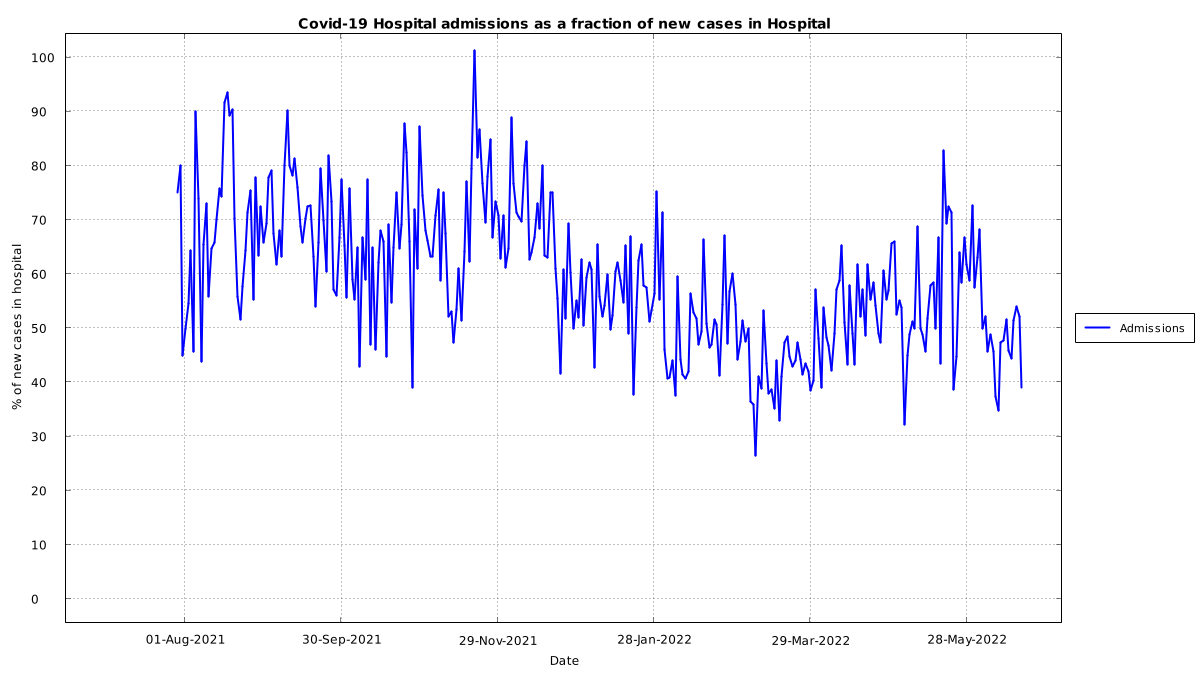 Covid-19 Hospital admissions as a fraction of new cases in Hospital
100
90
80
70
60
50
40
30
20
10
0
% of new cases in hospital
01-Aug-2021 30-Sep-2021 29-Nov-2021 28-Jan-2022 29-Mar-2022 28-May-2022
Date
Admissions